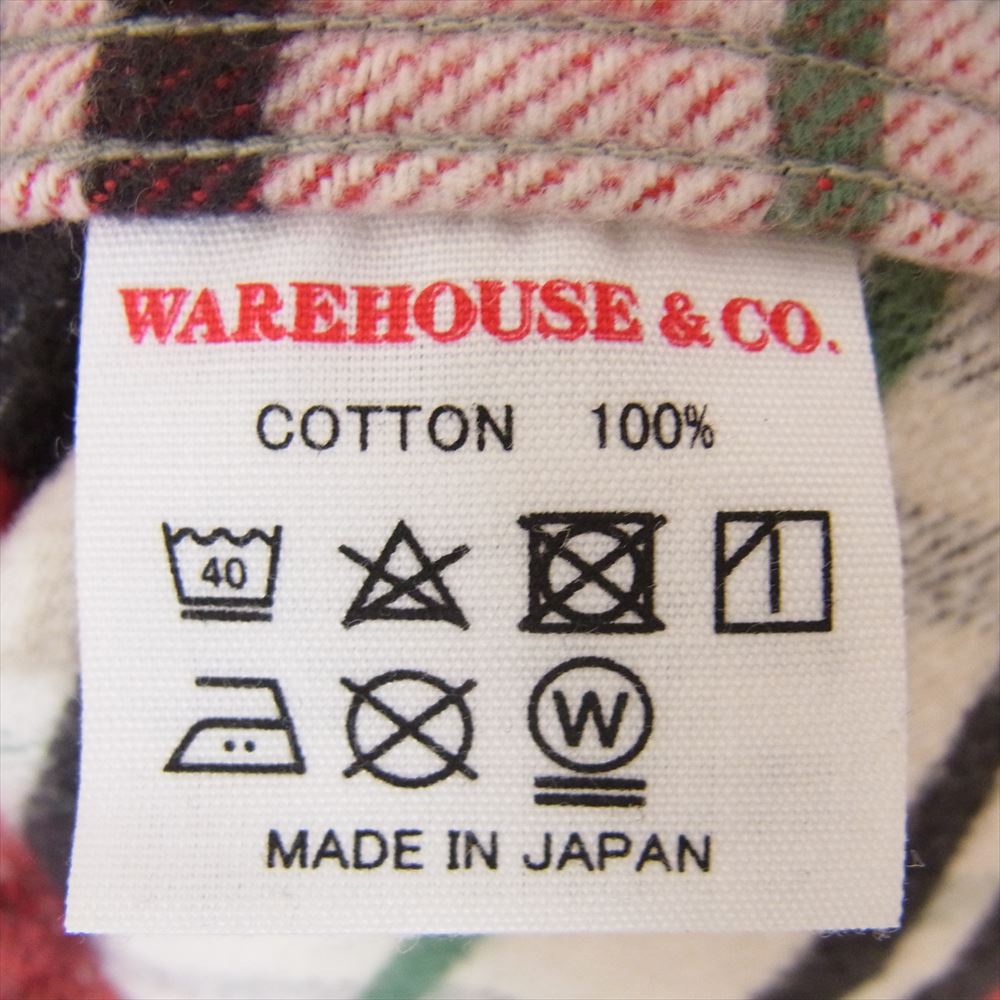 WAREHOUSE & CO.
COTTON 100%
40
W
MADE IN JAPAN